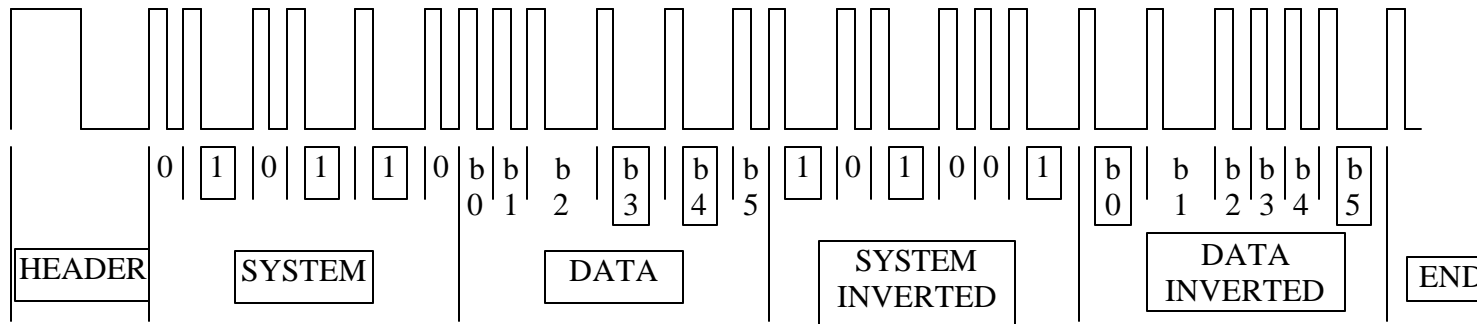 0 1 0 1 1 0 b b b b b b 1 0 1 0 0 1 b b b b b b
0 1 2 3 4 5 0 1 2 3 4 5
HEADER SYSTEM DATA SYSTEM INVERTED DATA INVERTED END